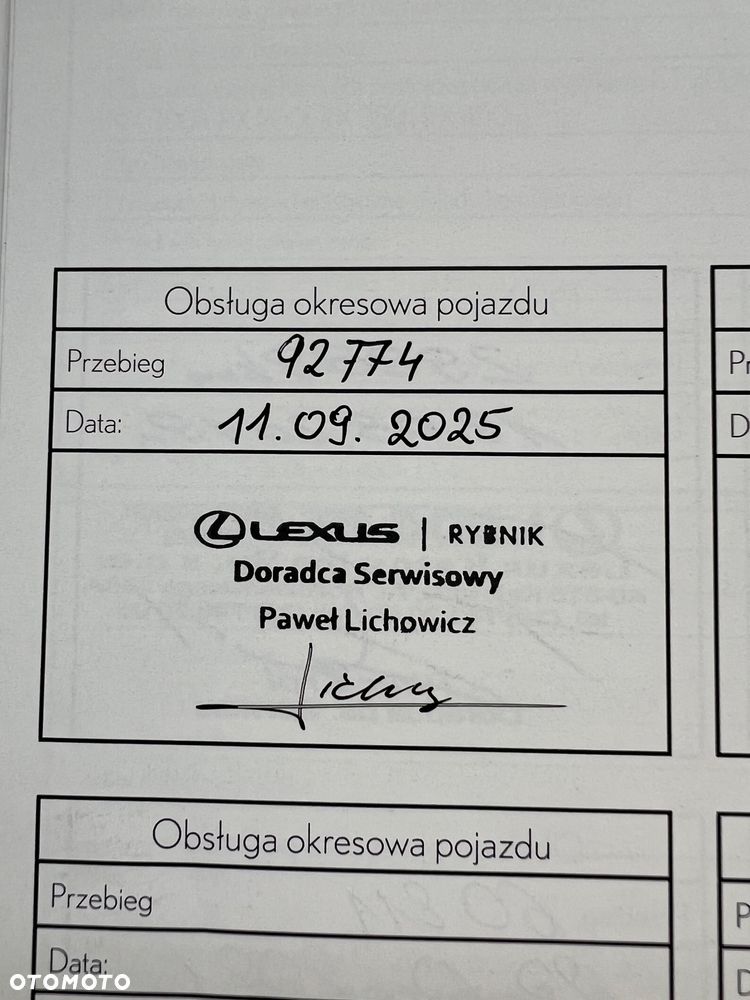 Obsługa okresowa pojazdu
Przebieg 92774
Data: 11.09.2025
LEXUS | RYBNIK
Doradca Serwisowy
Paweł Lichowicz
Obsługa okresowa pojazdu
Przebieg
Data:
OTOMOTO